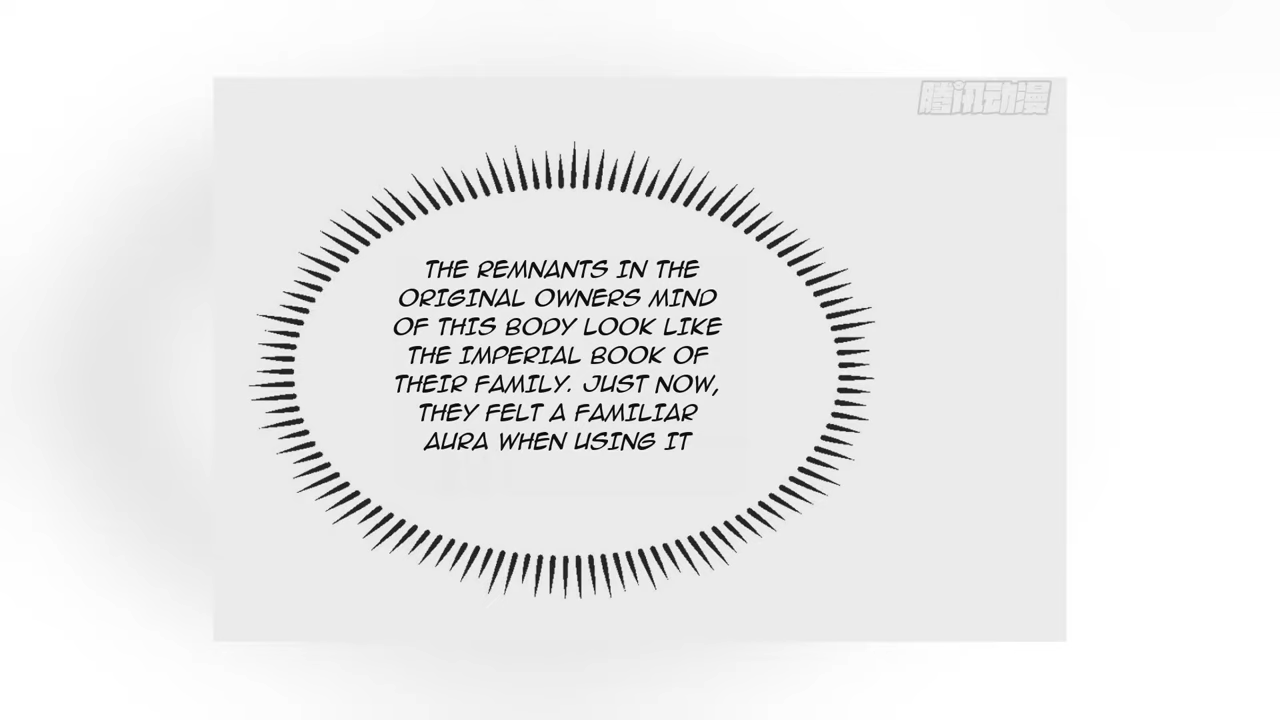 腾讯动漫
THE REMNANTS IN THE
ORIGINAL OWNERS MIND
OF THIS BODY LOOK LIKE
THE IMPERIAL BOOK OF
THEIR FAMILY. JUST NOW,
THEY FELT A FAMILIAR
AURA WHEN USING IT